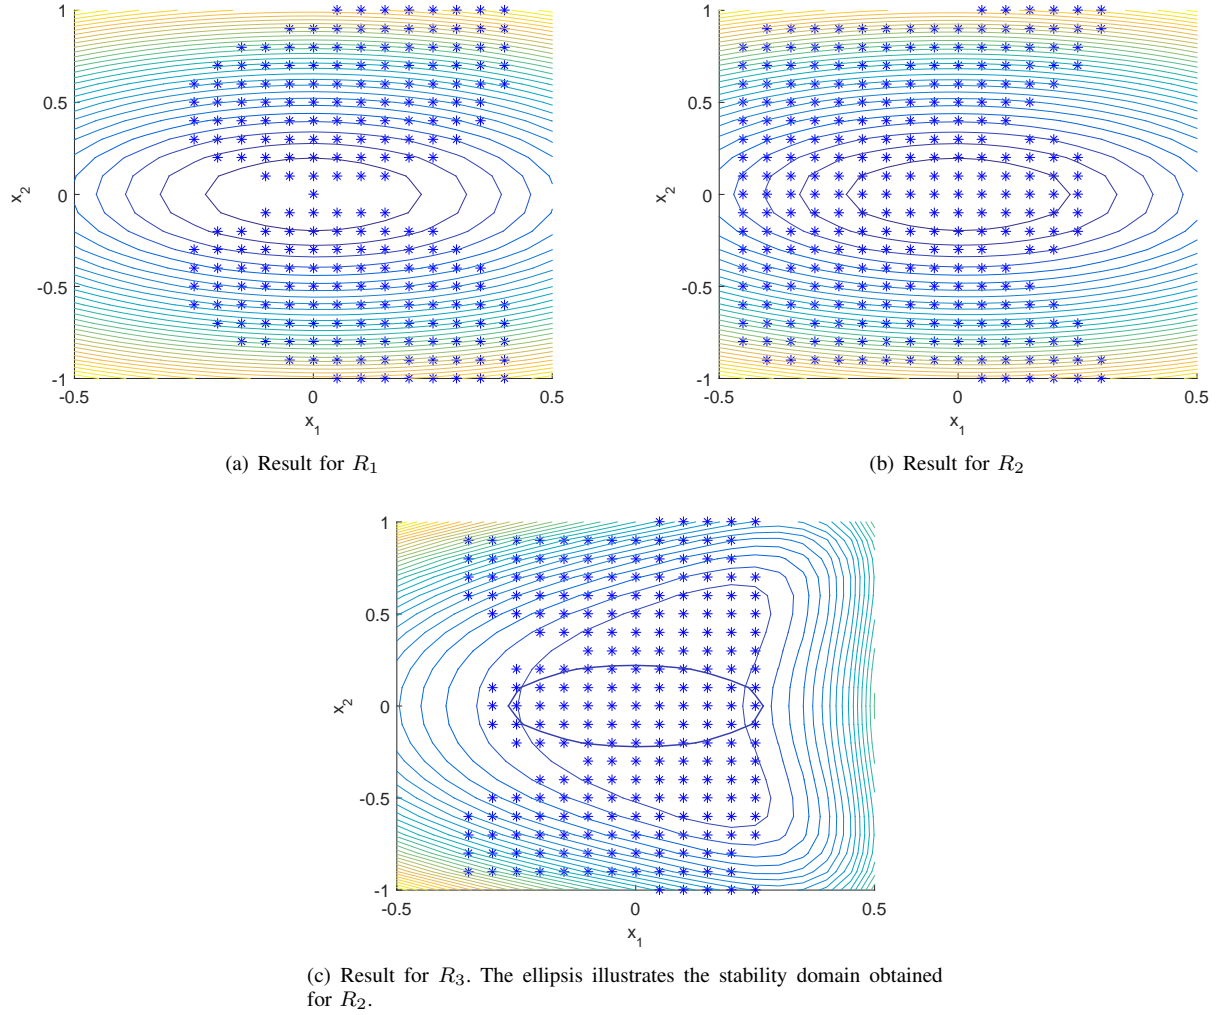 1
0.5
0
-0.5
-1
x2
-0.5
0
0.5
x1
(a) Result for R1
1
0.5
0
-0.5
-1
x2
-0.5
0
0.5
x1
(b) Result for R2
1
0.5
0
-0.5
-1
x2
-0.5
0
0.5
x1
(c) Result for R3. The ellipsis illustrates the stability domain obtained
for R2.